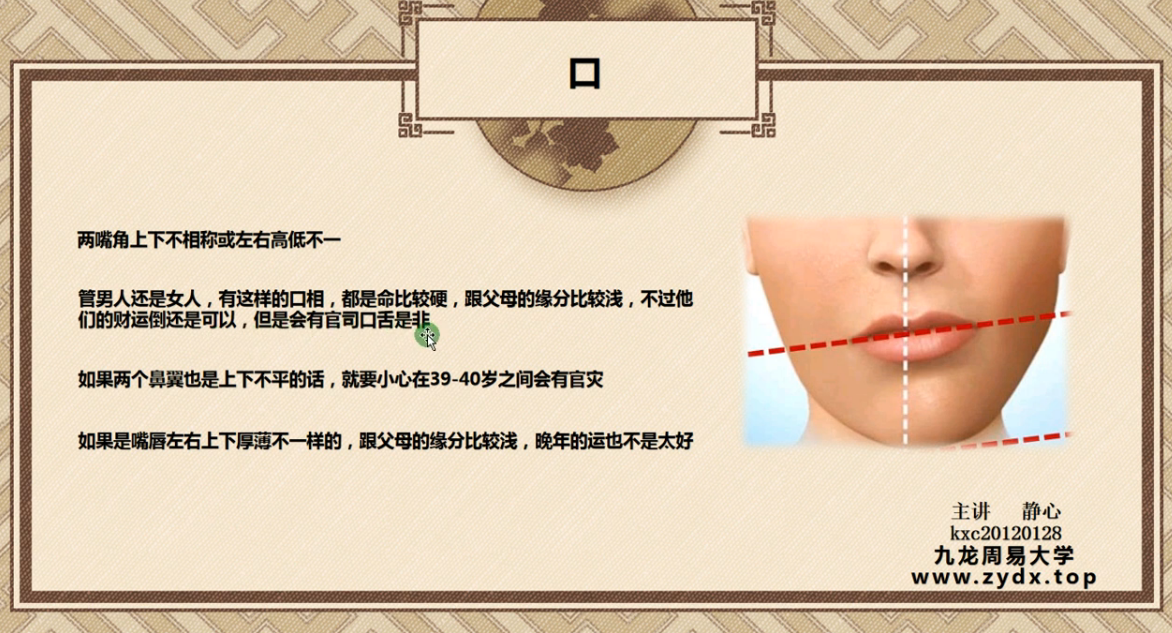 口
两嘴角上下不相称或左右高低不一
管男人还是女人，有这样的口相，都是命比较硬，跟父母的缘分比较浅，不过他
们的财运倒还是可以，但是会有官司口舌是非
如果两个鼻翼也是上下不平的话，就要小心在39-40岁之间会有官灾
如果是嘴唇左右上下厚薄不一样的，跟父母的缘分比较浅，晚年的运也不是太好
主讲 静心
kxc20120128
九龙周易大学
www.zydx.top